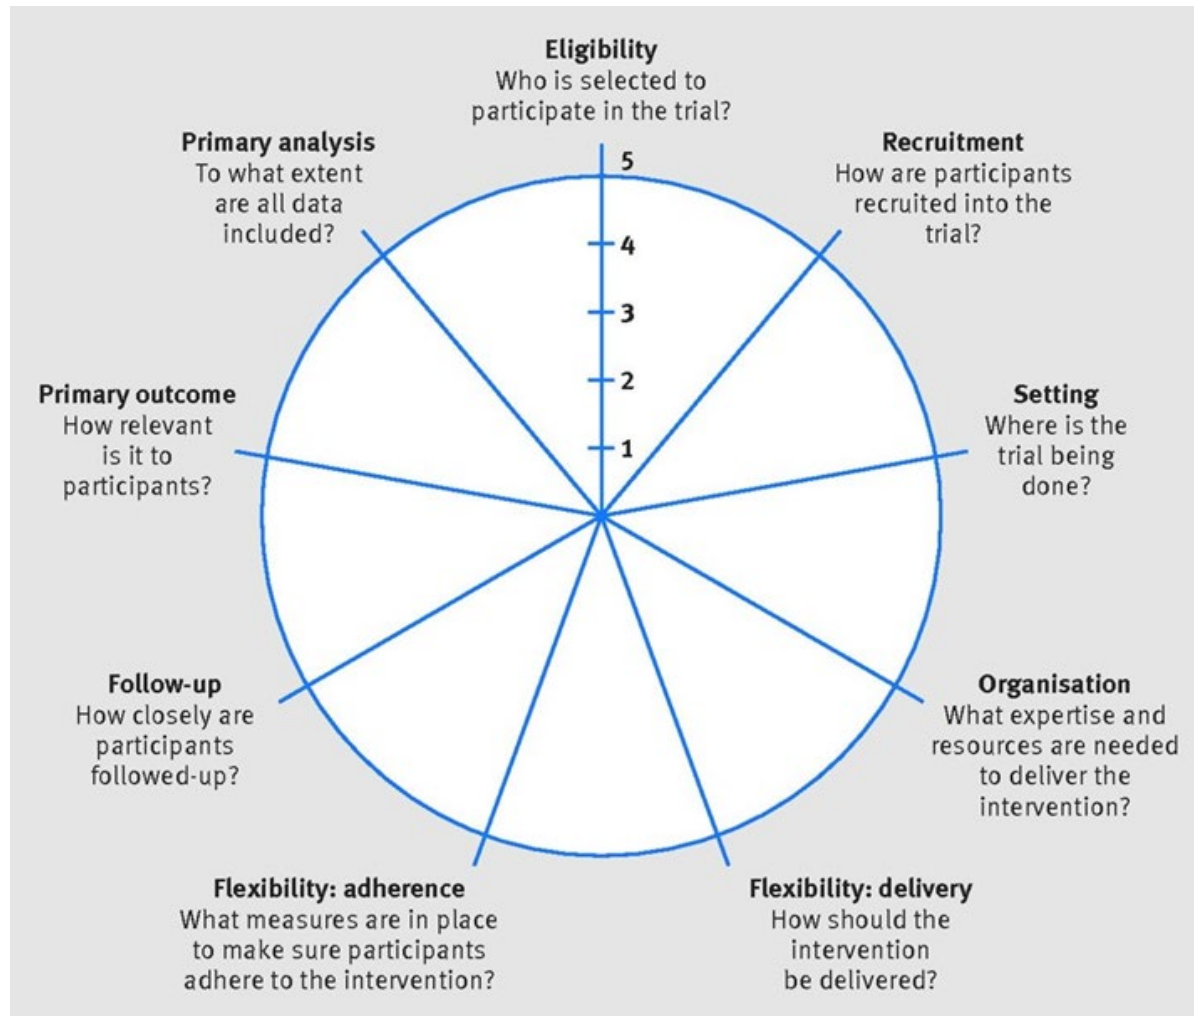 Eligibility
Who is selected to
participate in the trial?
Recruitment
How are participants
recruited into the
trial?
Setting
Where is the
trial being
done?
Organisation
What expertise and
resources are needed
to deliver the
intervention?
Flexibility: delivery
How should the
intervention
be delivered?
Flexibility: adherence
What measures are in place
to make sure participants
adhere to the intervention?
Follow-up
How closely are
participants
followed-up?
Primary outcome
How relevant
is it to
participants?
Primary analysis
To what extent
are all data
included?
5
4
3
2
1